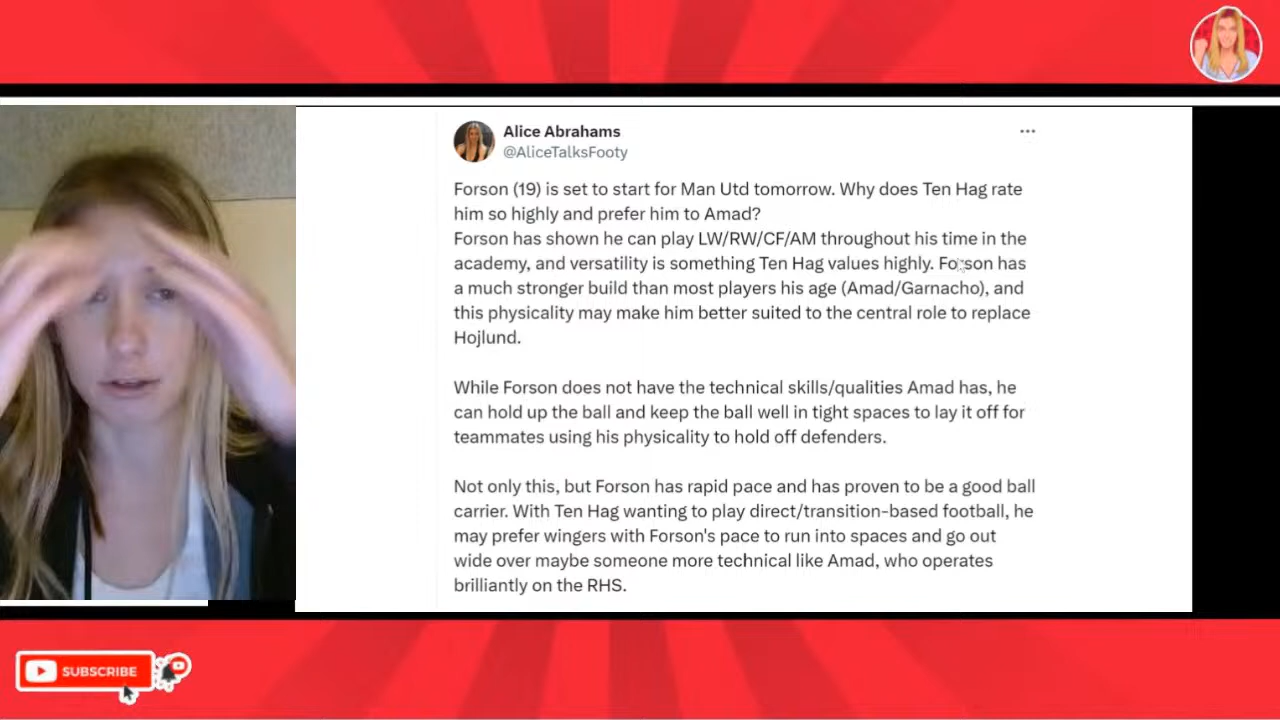 Alice Abrahams
@AliceTalksFooty
Forson (19) is set to start for Man Utd tomorrow. Why does Ten Hag rate
him so highly and prefer him to Amad?
Forson has shown he can play LW/RW/CF/AM throughout his time in the
academy, and versatility is something Ten Hag values highly. Forson has
a much stronger build than most players his age (Amad/Garnacho), and
this physicality may make him better suited to the central role to replace
Hojlund.
While Forson does not have the technical skills/qualities Amad has, he
can hold up the ball and keep the ball well in tight spaces to lay it off for
teammates using his physicality to hold off defenders.
Not only this, but Forson has rapid pace and has proven to be a good ball
carrier. With Ten Hag wanting to play direct/transition-based football, he
may prefer wingers with Forson's pace to run into spaces and go out
wide over maybe someone more technical like Amad, who operates
brilliantly on the RHS.
SUBSCRIBE